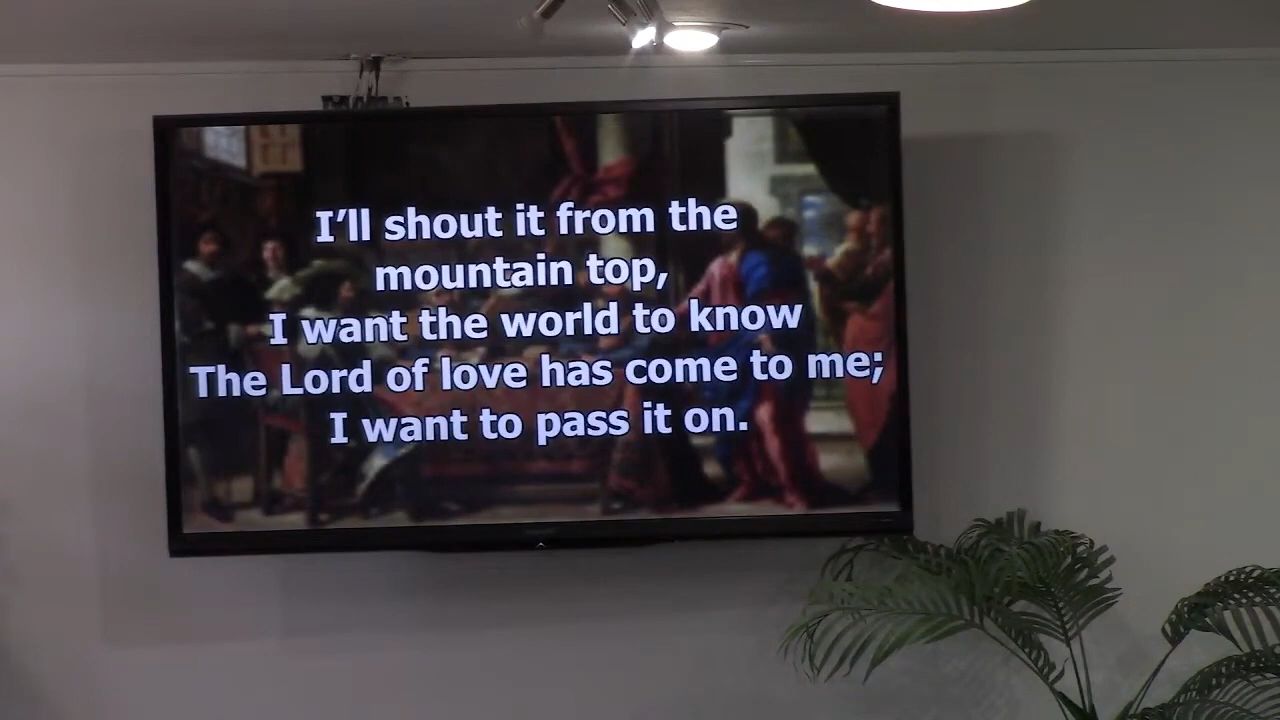 I’ll shout it from the
mountain top,
I want the world to know
The Lord of love has come to me;
I want to pass it on.